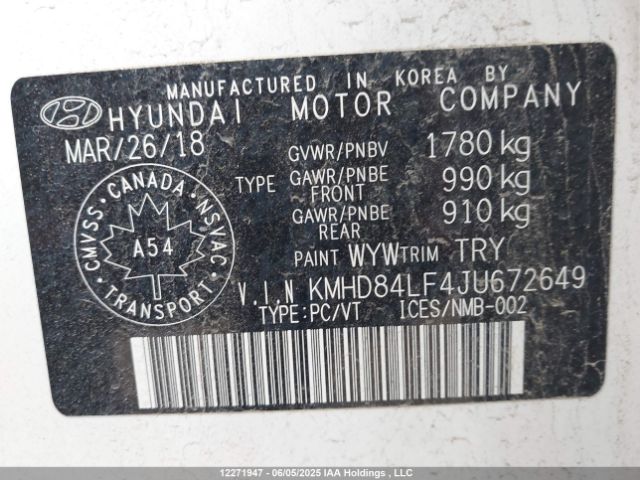 MANUFACTURED IN KOREA BY
HYUNDAI MOTOR COMPANY
MAR/26/18
GVWR/PNBV 1780 kg
TYPE GAWR/PNBE FRONT 990 kg
GAWR/PNBE REAR 910 kg
CMVSS · CANADA · NSVAC
A54
TRANSPORT
PAINT WYW TRIM TRY
V.I.N KMHD84LF4JU672649
TYPE:PC/VT ICES/NMB-002
12271947 - 06/05/2025 IAA Holdings , LLC